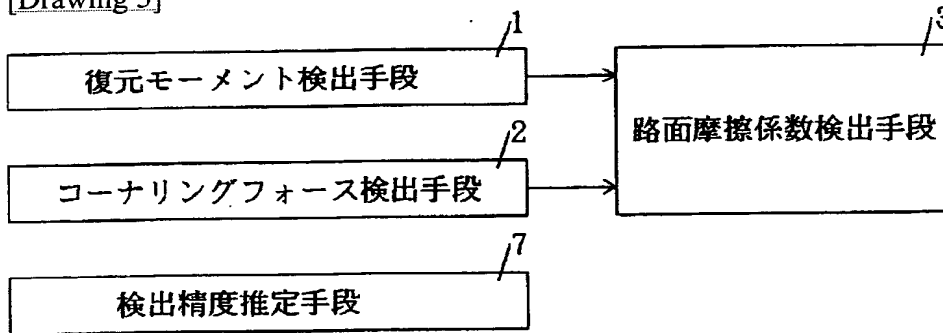 [Drawing 5]
1
復元モーメント検出手段
2
コーナリングフォース検出手段
3
路面摩擦係数検出手段
7
検出精度推定手段